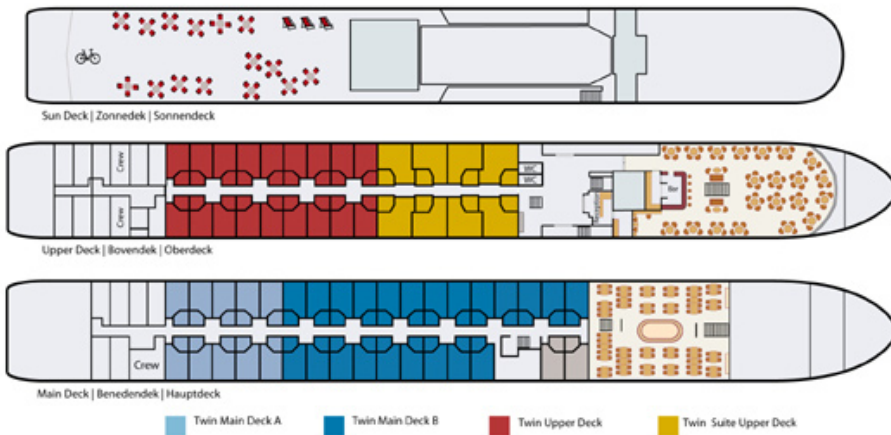 Sun Deck | Zonnedek | Sonnendeck
Crew
WC
WC
Bar
Crew
Upper Deck | Bovendek | Oberdeck
Crew
Main Deck | Benedendek | Hauptdeck
Twin Main Deck A
Twin Main Deck B
Twin Upper Deck
Twin Suite Upper Deck